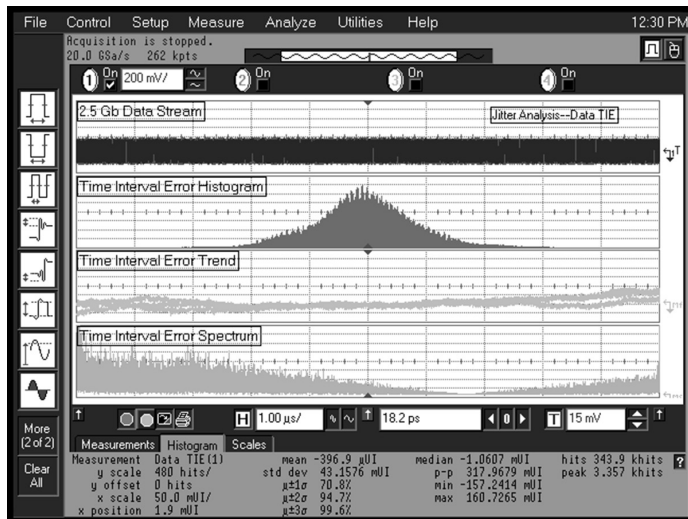 File Control Setup Measure Analyze Utilities Help 12:30 PM
Acquisition is stopped.
20.0 GSa/s 262 kpts
1 On 200 mV/ 2 On 3 On 4 On
2.5 Gb Data Stream
Jitter Analysis--Data TIE
T
Time Interval Error Histogram
Time Interval Error Trend
Time Interval Error Spectrum
H 1.00 µs/ 18.2 ps 0 T 15 mV
More
(2 of 2)
Clear
All
Measurements Histogram Scales
Measurement Data TIE(1) mean -396.9 µUI median -1.0607 mUI hits 343.9 khits ?
y scale 480 hits/ std dev 43.1576 mUI p-p 317.9679 mUI peak 3.357 khits
y offset 0 hits µ±1σ 70.8% min -157.2414 mUI
x scale 50.0 mUI/ µ±2σ 94.7% max 160.7265 mUI
x position 1.9 mUI µ±3σ 99.6%